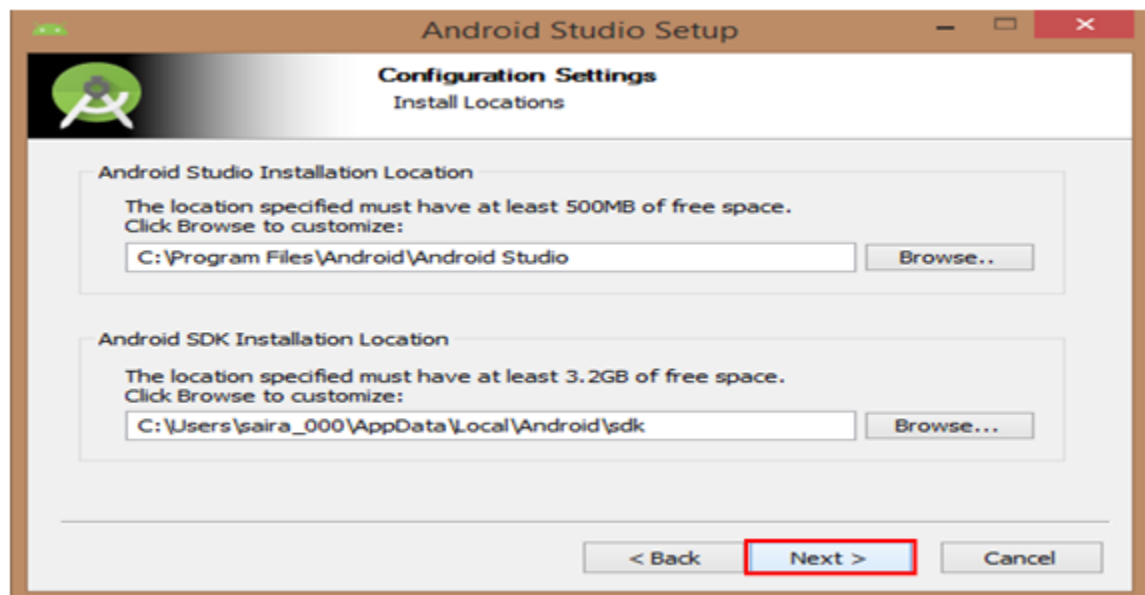 Android Studio Setup
Configuration Settings
Install Locations
Android Studio Installation Location
The location specified must have at least 500MB of free space.
Click Browse to customize:
C:\Program Files\Android\Android Studio
Browse..
Android SDK Installation Location
The location specified must have at least 3.2GB of free space.
Click Browse to customize:
C:\Users\saira_000\AppData\Local\Android\sdk
Browse...
< Back
Next >
Cancel